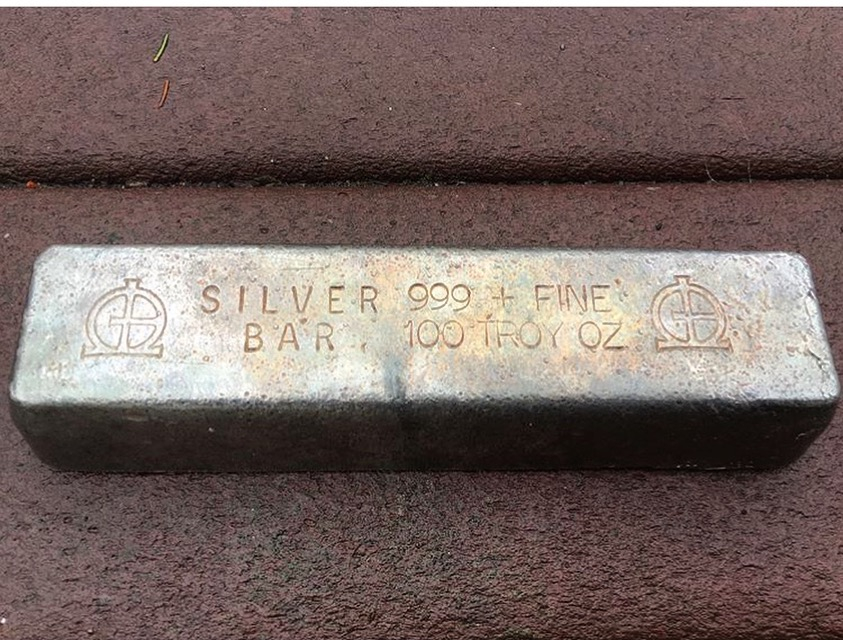 SILVER 999 + FINE
BAR 100 TROY OZ